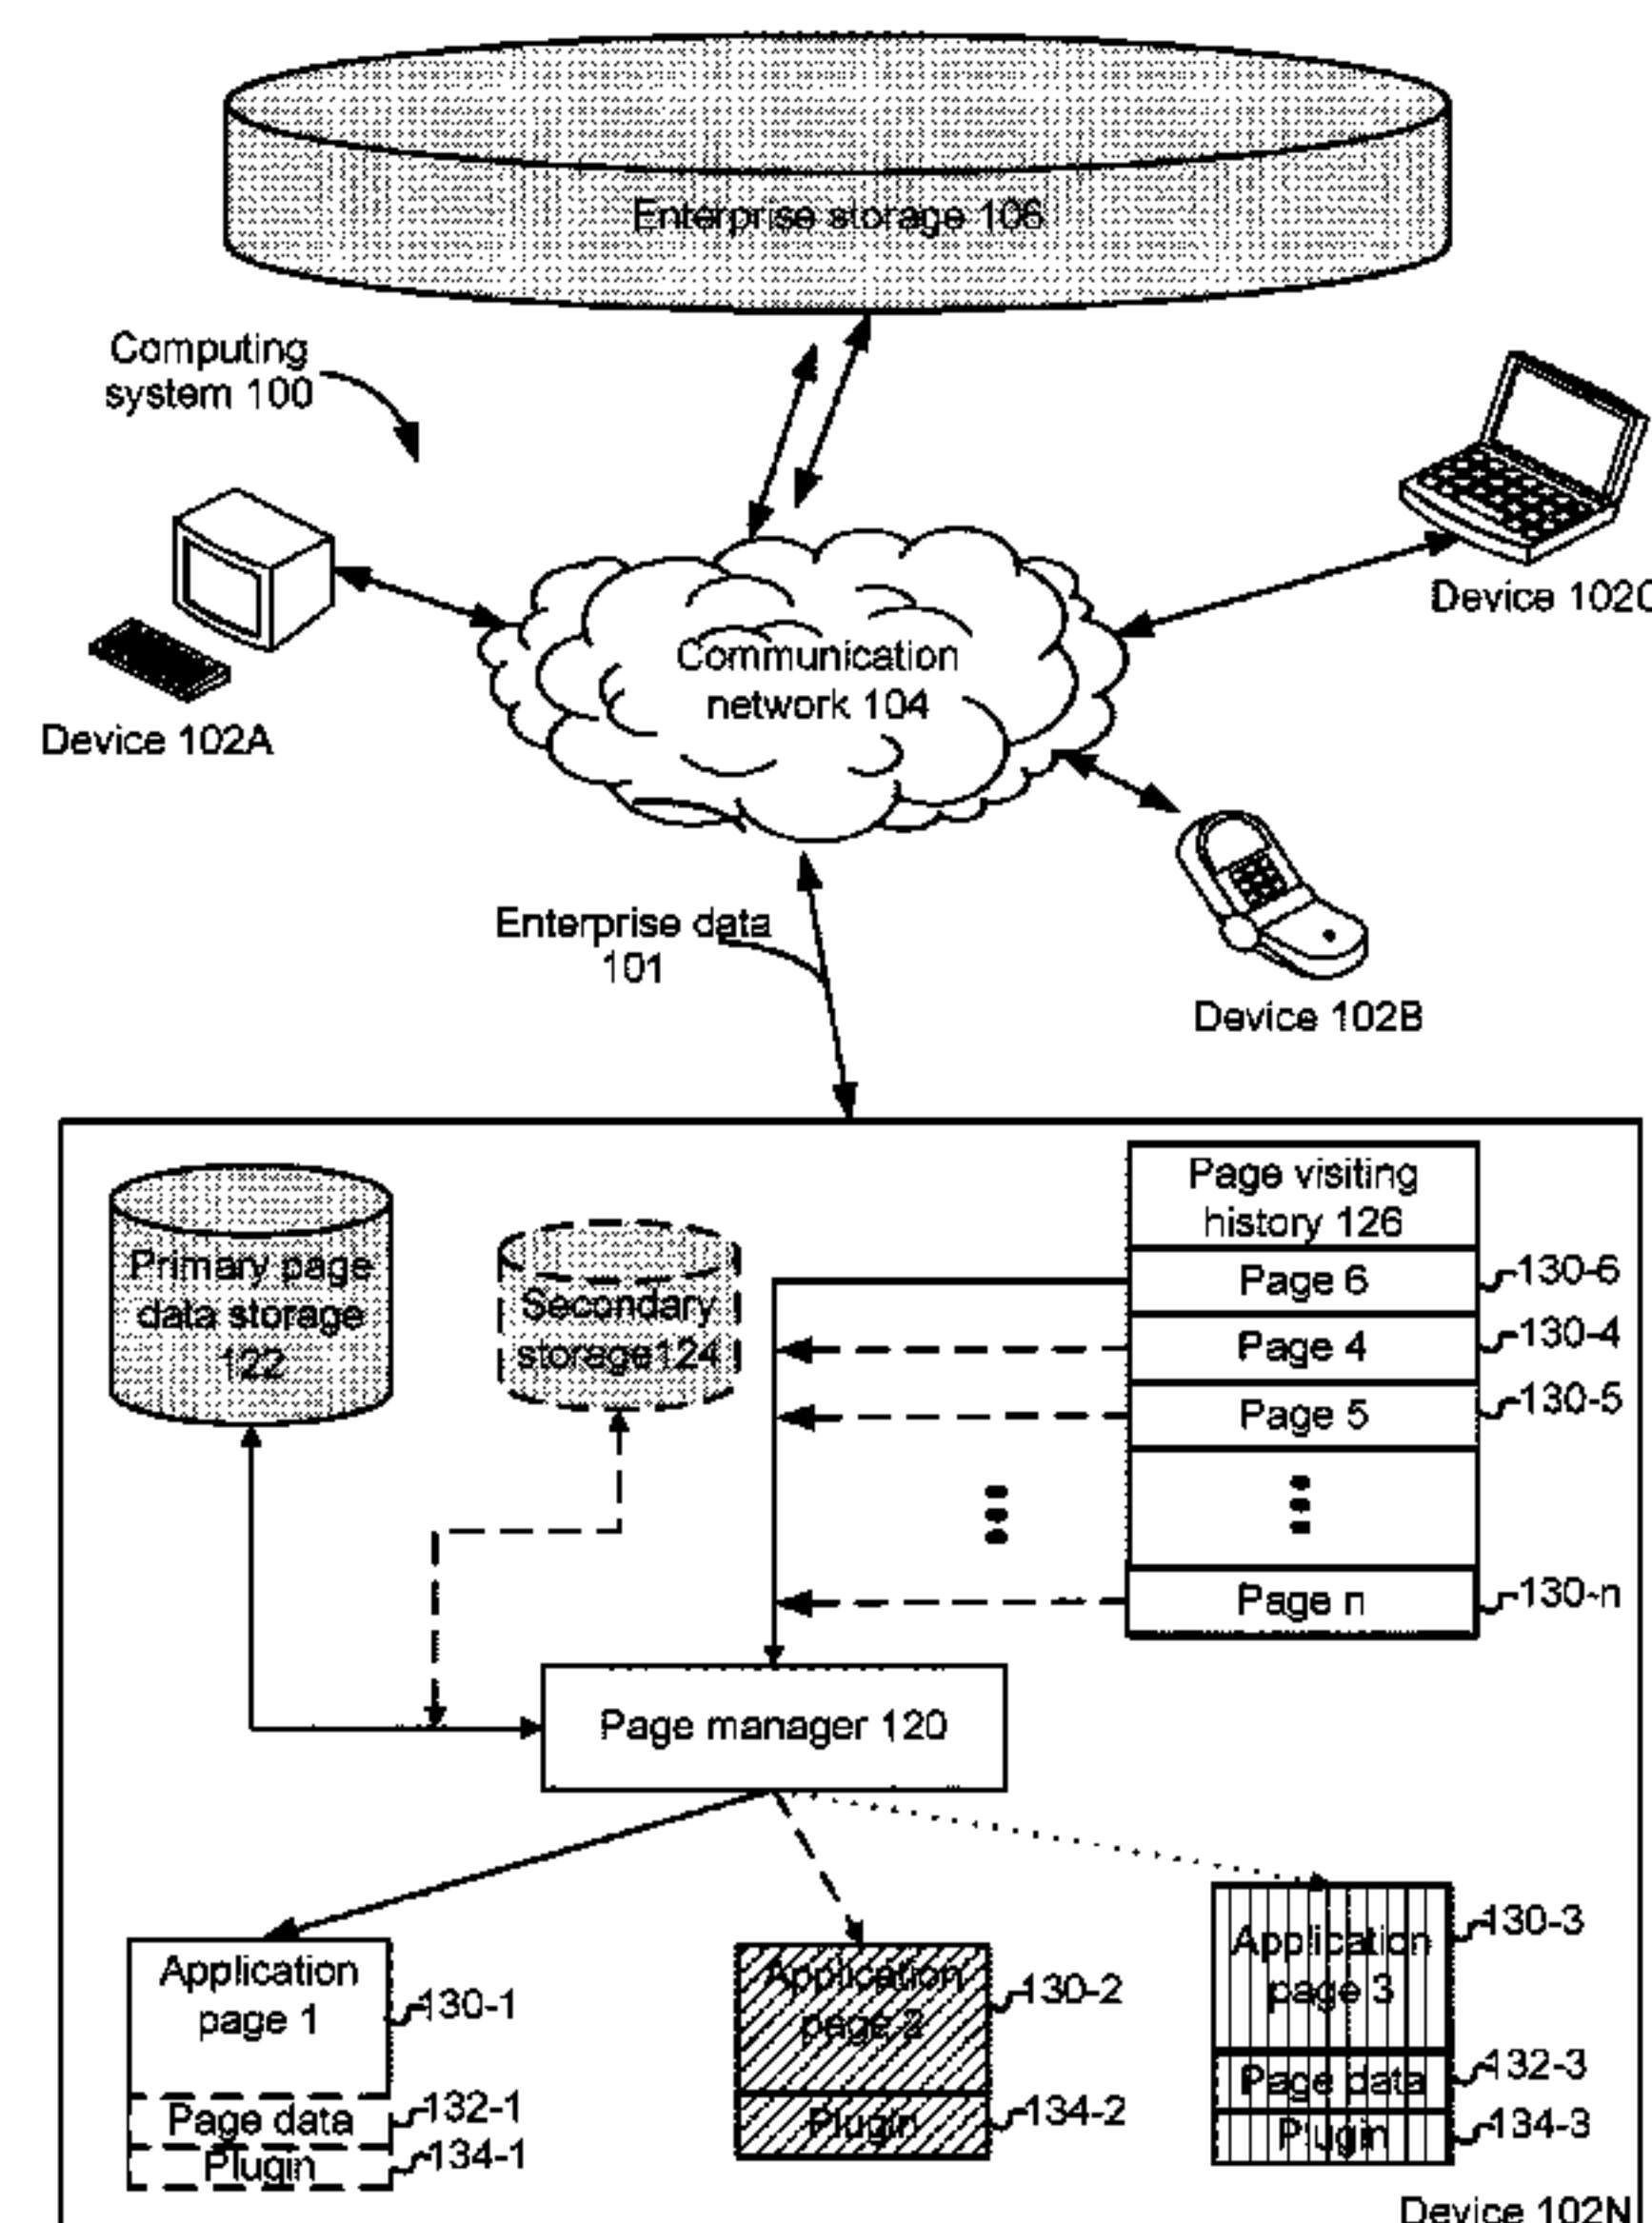 Enterprise storage 106
Computing
system 100
Device 102C
Communication
network 104
Device 102A
Enterprise data
101
Device 102B
Page visiting
history 126
Primary page
data storage
122
Secondary
storage124
Page 6
130-6
Page 4
130-4
Page 5
130-5
Page n
130-n
Page manager 120
Application
page 1
130-1
Page data
132-1
Plugin
134-1
Application
page 2
130-2
Plugin
134-2
Application
page 3
130-3
Page data
132-3
Plugin
134-3
Device 102N